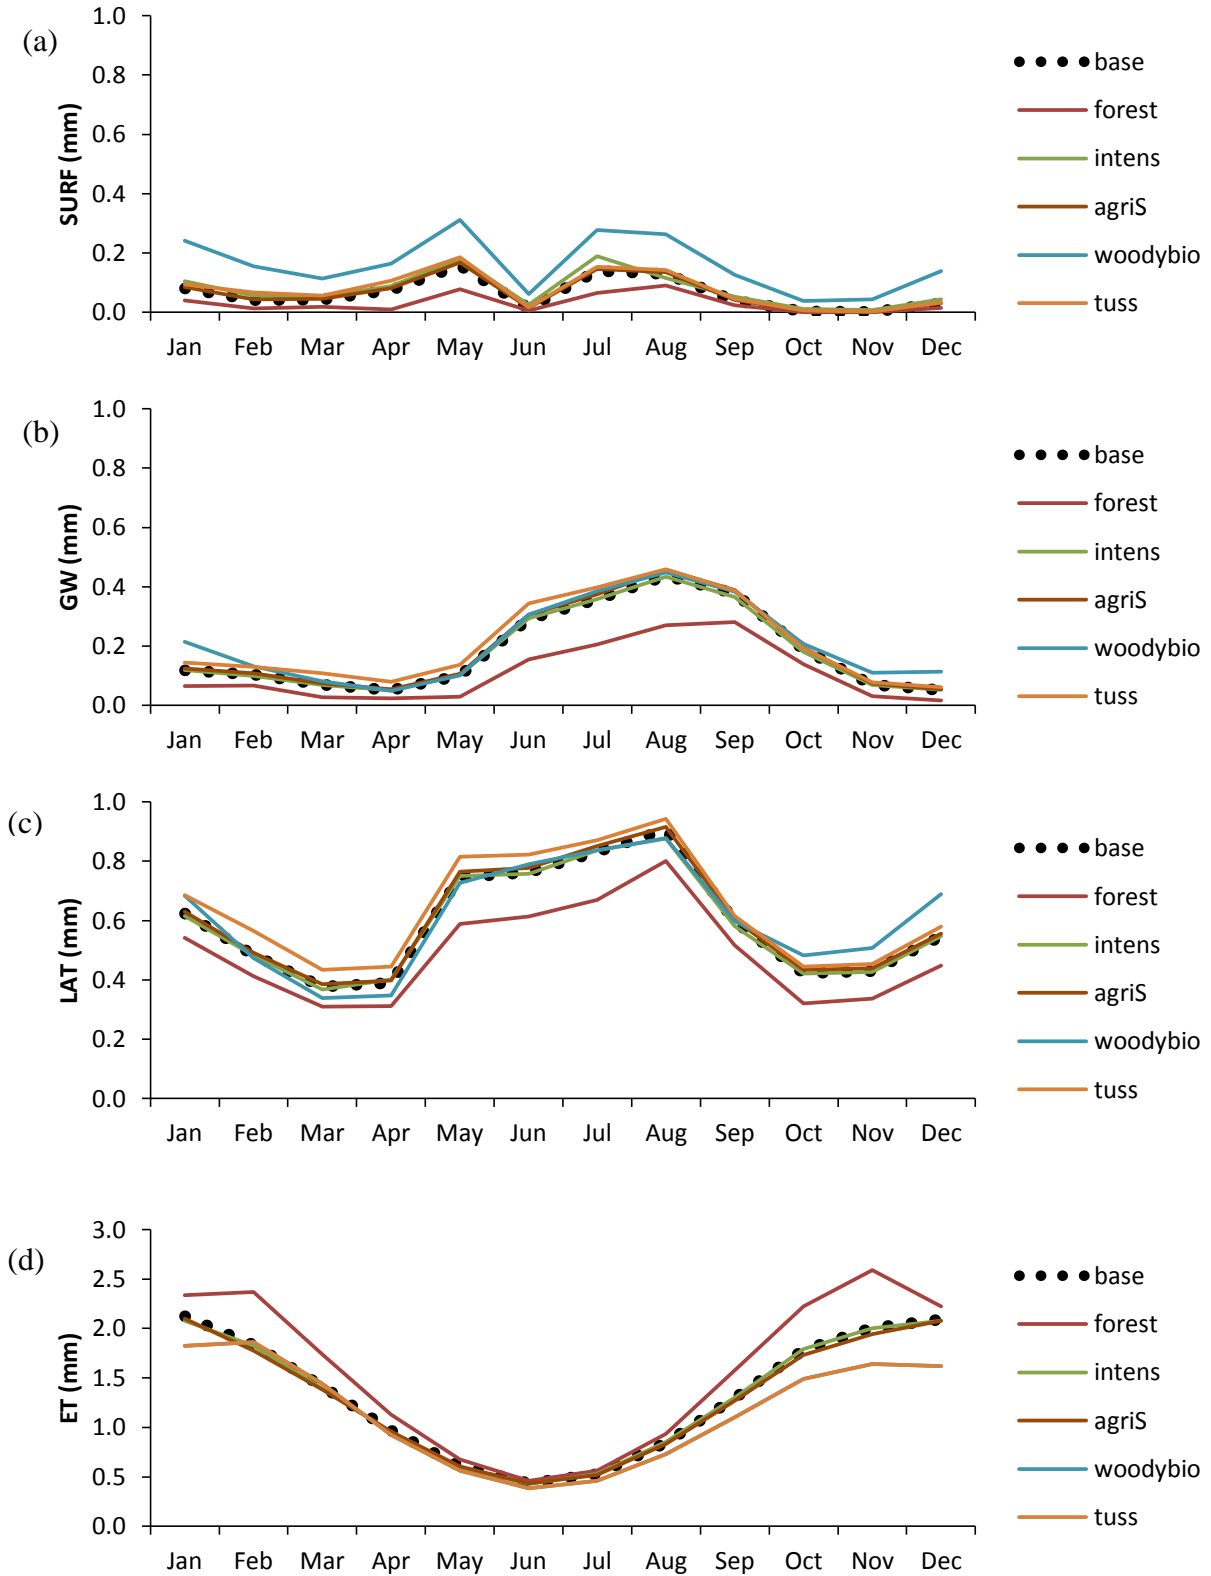 (a)
SURF (mm)
1.0
0.8
0.6
0.4
0.2
0.0
Jan Feb Mar Apr May Jun Jul Aug Sep Oct Nov Dec
base
forest
intens
agriS
woodybio
tuss
(b)
GW (mm)
1.0
0.8
0.6
0.4
0.2
0.0
Jan Feb Mar Apr May Jun Jul Aug Sep Oct Nov Dec
base
forest
intens
agriS
woodybio
tuss
(c)
LAT (mm)
1.0
0.8
0.6
0.4
0.2
0.0
Jan Feb Mar Apr May Jun Jul Aug Sep Oct Nov Dec
base
forest
intens
agriS
woodybio
tuss
(d)
ET (mm)
3.0
2.5
2.0
1.5
1.0
0.5
0.0
Jan Feb Mar Apr May Jun Jul Aug Sep Oct Nov Dec
base
forest
intens
agriS
woodybio
tuss